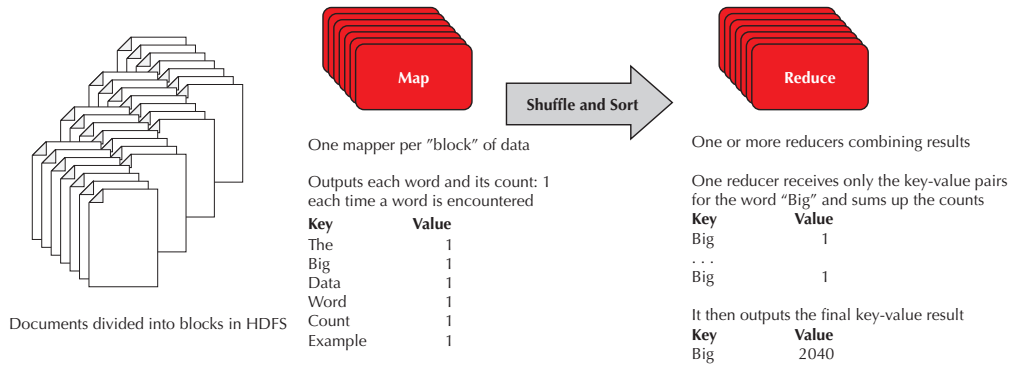 Documents divided into blocks in HDFS
Map
One mapper per ”block” of data
Outputs each word and its count: 1
each time a word is encountered
Key Value
The 1
Big 1
Data 1
Word 1
Count 1
Example 1
Shuffle and Sort
Reduce
One or more reducers combining results
One reducer receives only the key-value pairs
for the word “Big” and sums up the counts
Key Value
Big 1
. . .
Big 1
It then outputs the final key-value result
Key Value
Big 2040